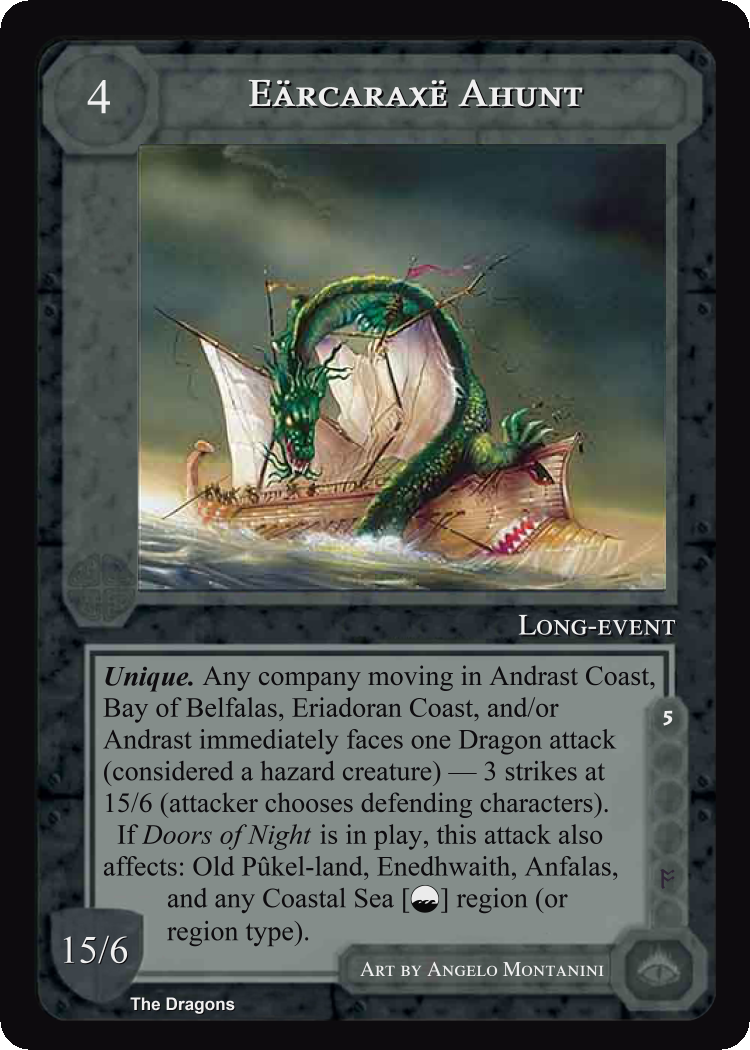 4
Eärcaraxë Ahunt
Long-event
Unique. Any company moving in Andrast Coast,
Bay of Belfalas, Eriadoran Coast, and/or
Andrast immediately faces one Dragon attack
(considered a hazard creature) — 3 strikes at
15/6 (attacker chooses defending characters).
If Doors of Night is in play, this attack also
affects: Old Pûkel-land, Enedhwaith, Anfalas,
and any Coastal Sea [ ] region (or
region type).
5
ᚩ
15/6
Art by Angelo Montanini
The Dragons